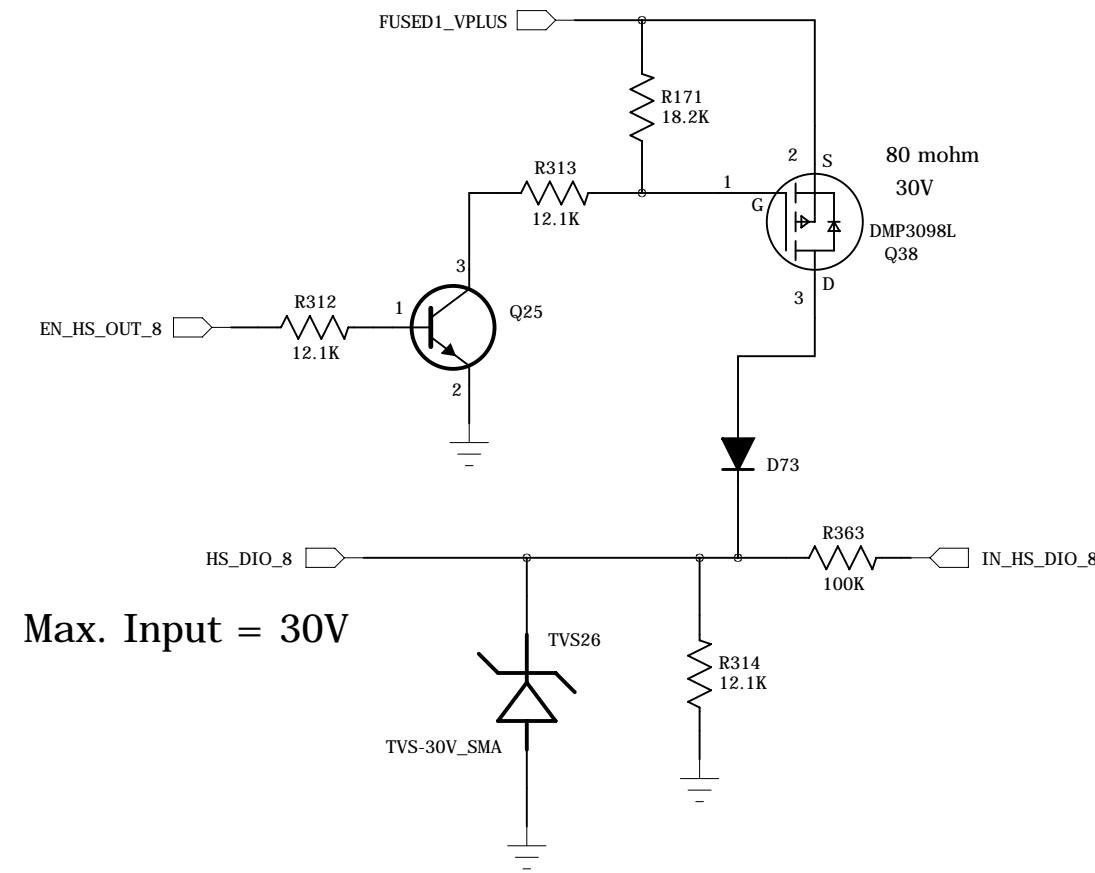 FUSED1_VPLUS
R171
18.2K
R313
12.1K
1
G
2
S
80 mohm
30V
DMP3098L
Q38
3
D
3
R312
12.1K
1
Q25
EN_HS_OUT_8
2
D73
HS_DIO_8
R363
100K
IN_HS_DIO_8
Max. Input = 30V
TVS26
R314
12.1K
TVS-30V_SMA